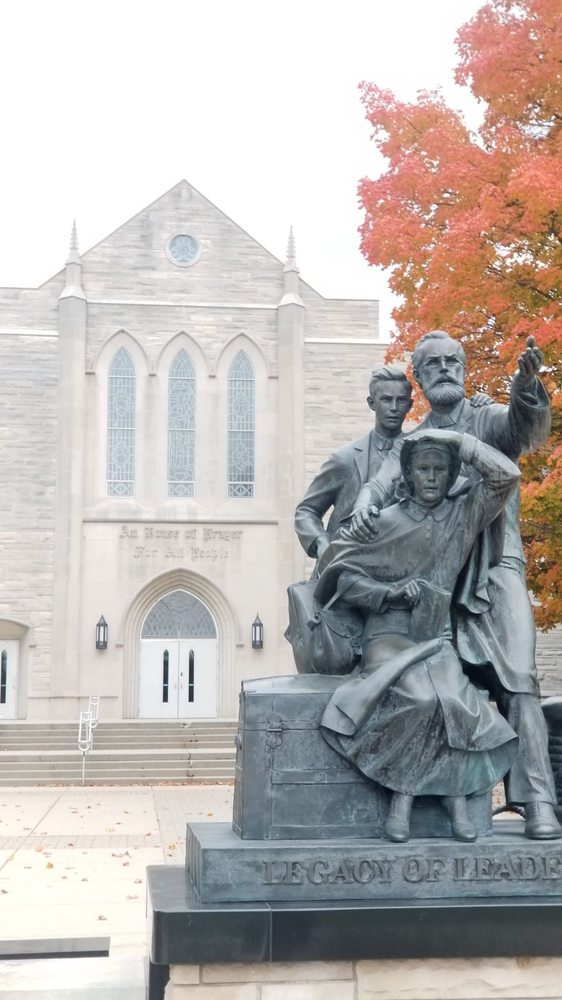 An House of Prayer
For All People
LEGACY OF LEADE